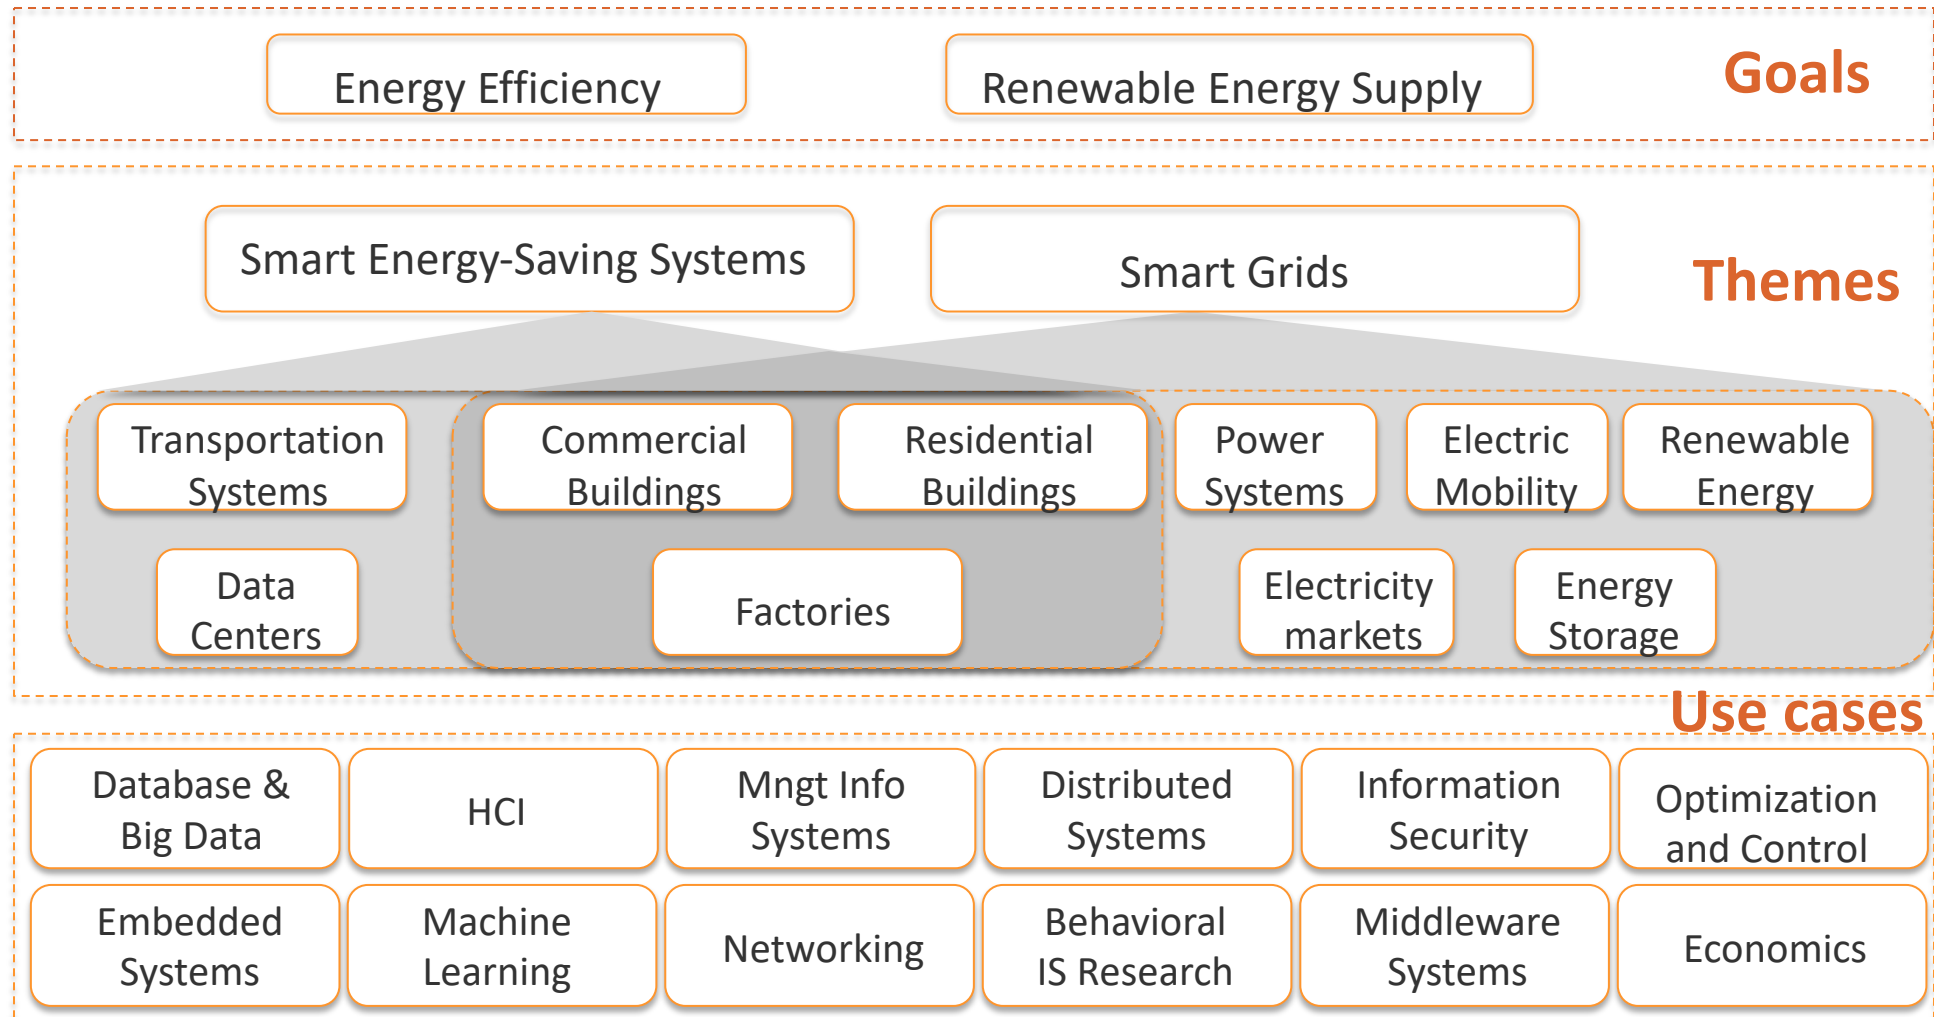 Energy Efficiency
Renewable Energy Supply
Goals
Smart Energy-Saving Systems
Smart Grids
Themes
Transportation
Systems
Commercial
Buildings
Residential
Buildings
Power
Systems
Electric
Mobility
Renewable
Energy
Data
Centers
Factories
Electricity
markets
Energy
Storage
Use cases
Database &
Big Data
HCI
Mngt Info
Systems
Distributed
Systems
Information
Security
Optimization
and Control
Embedded
Systems
Machine
Learning
Networking
Behavioral
IS Research
Middleware
Systems
Economics